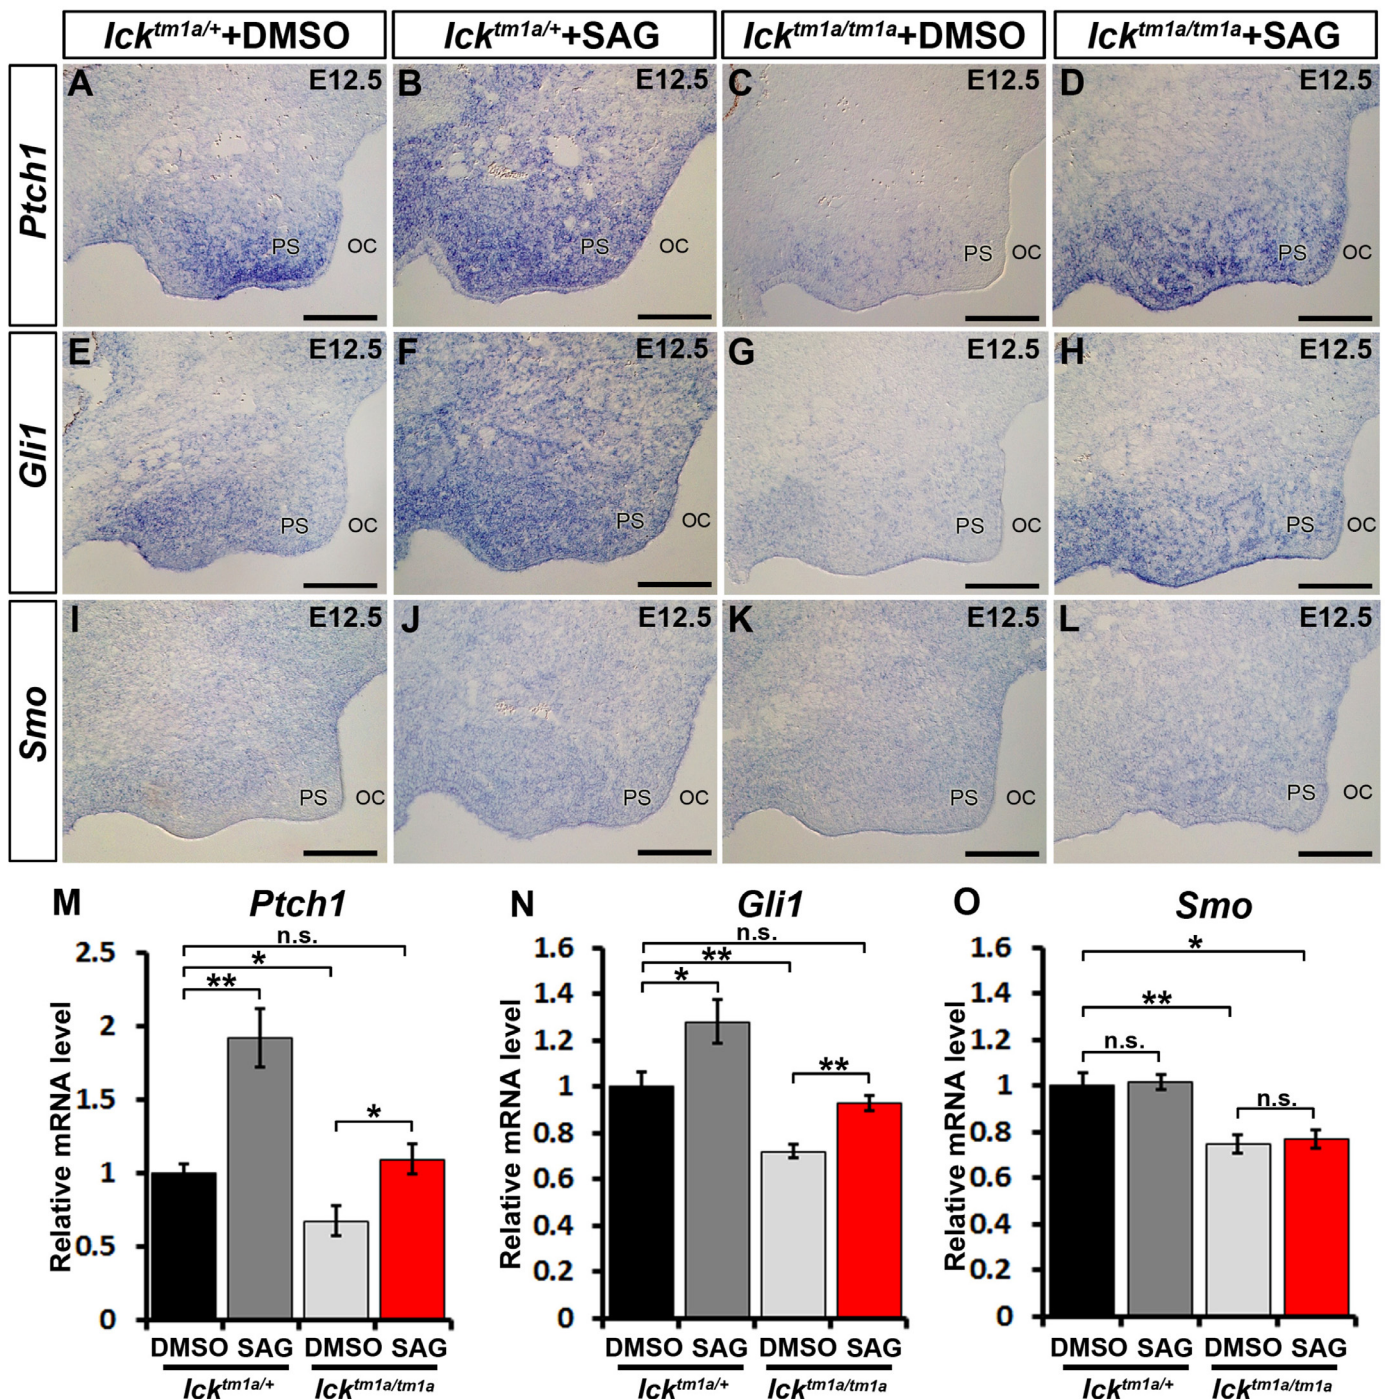 Ick^tm1a/+ +DMSO Ick^tm1a/+ +SAG Ick^tm1a/tm1a +DMSO Ick^tm1a/tm1a +SAG
Ptch1
A E12.5 B E12.5 C E12.5 D E12.5
PS OC PS OC PS OC PS OC
Gli1
E E12.5 F E12.5 G E12.5 H E12.5
PS OC PS OC PS OC PS OC
Smo
I E12.5 J E12.5 K E12.5 L E12.5
PS OC PS OC PS OC PS OC
M Ptch1
Relative mRNA level
2.5
2
1.5
1
0.5
0
n.s.
*
**
*
DMSO SAG DMSO SAG
Ick^tm1a/+ Ick^tm1a/tm1a
N Gli1
Relative mRNA level
1.6
1.4
1.2
1
0.8
0.6
0.4
0.2
0
n.s.
**
*
**
DMSO SAG DMSO SAG
Ick^tm1a/+ Ick^tm1a/tm1a
O Smo
Relative mRNA level
1.6
1.4
1.2
1
0.8
0.6
0.4
0.2
0
*
**
n.s.
n.s.
DMSO SAG DMSO SAG
Ick^tm1a/+ Ick^tm1a/tm1a